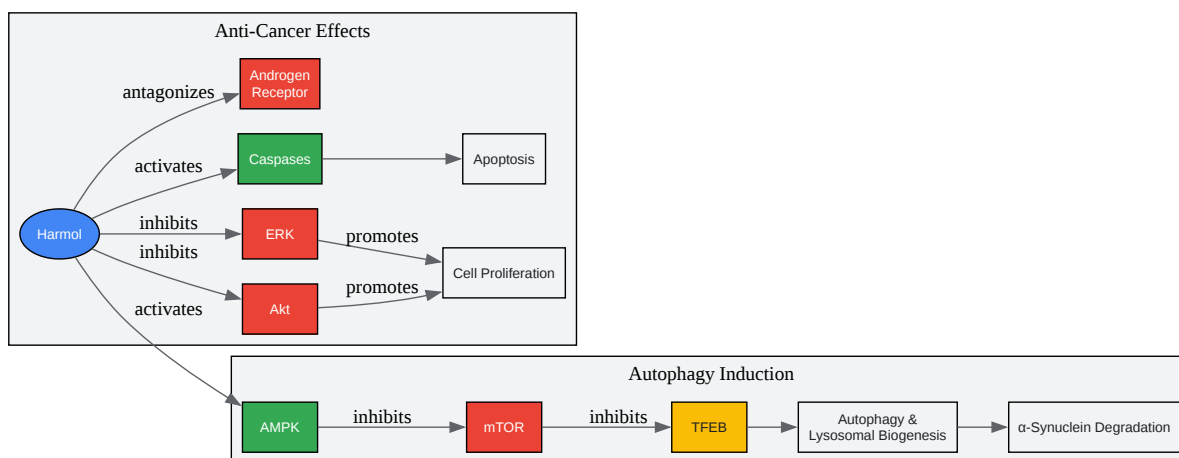 Anti-Cancer Effects
antagonizes
Androgen
Receptor
activates
Caspases
Apoptosis
Harmol
inhibits
ERK
promotes
inhibits
Cell Proliferation
Akt
promotes
activates
Autophagy Induction
AMPK
inhibits
mTOR
inhibits
TFEB
Autophagy &
Lysosomal Biogenesis
α-Synuclein Degradation